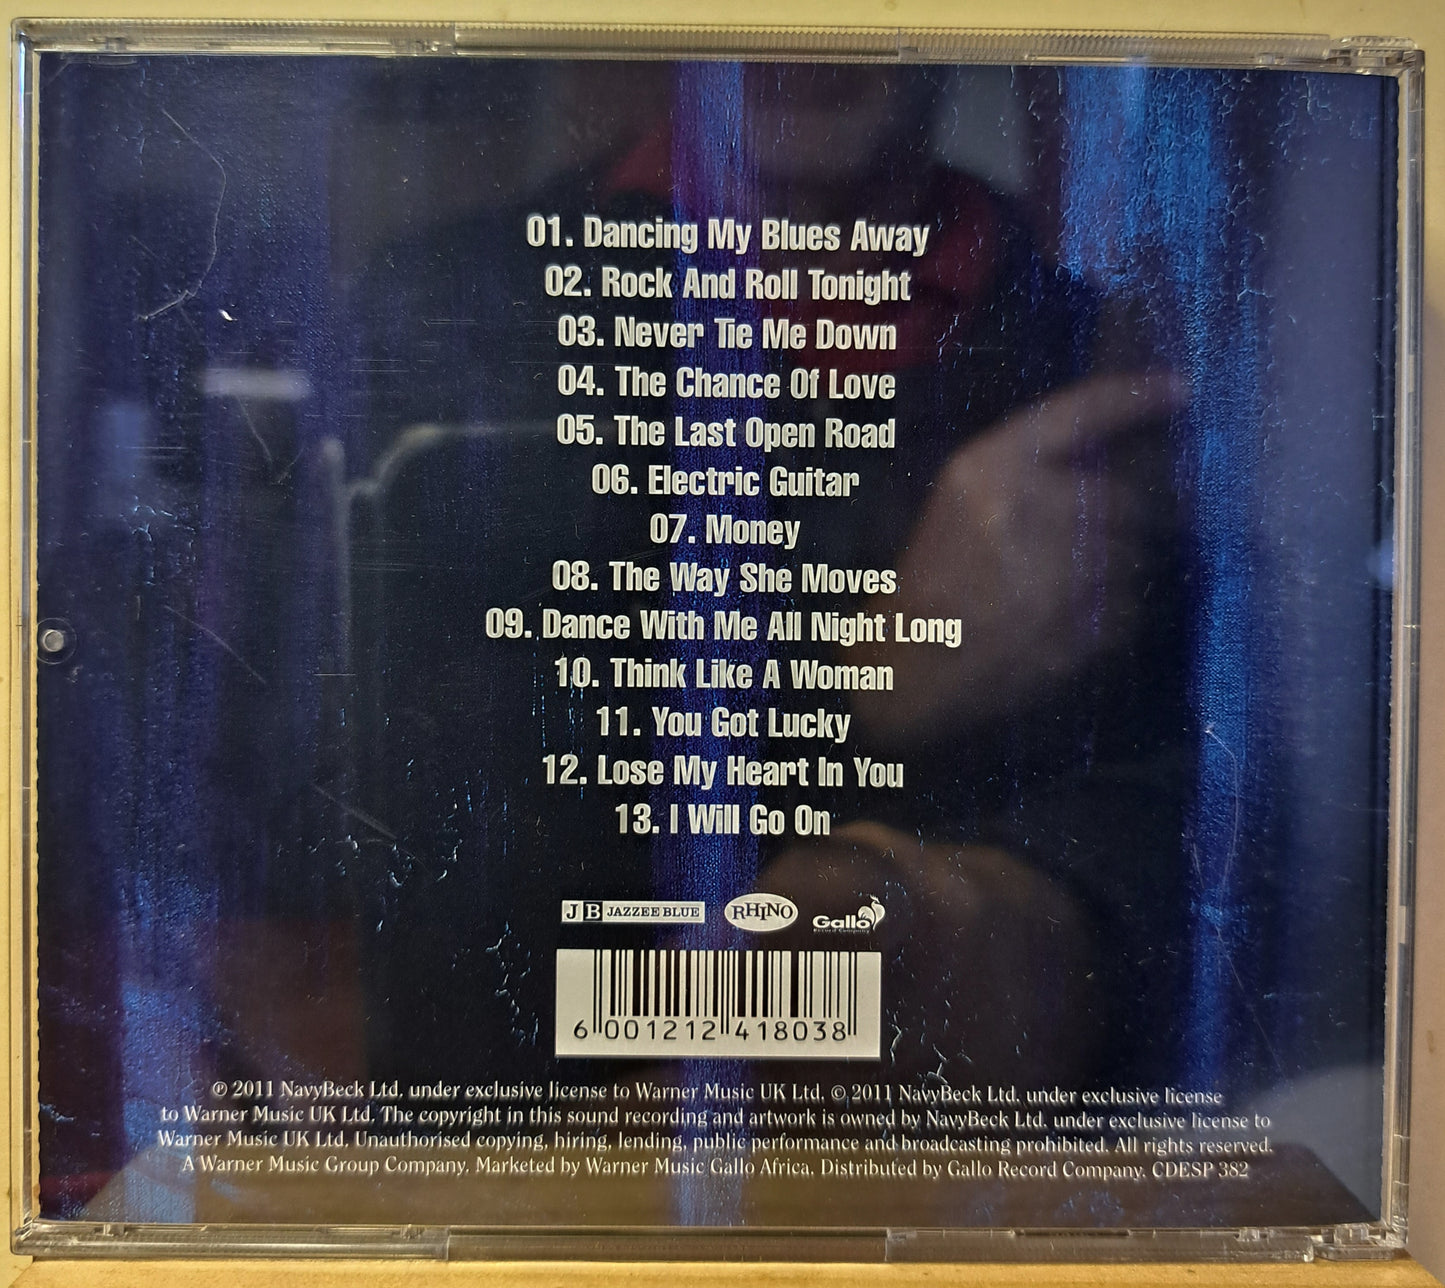 01. Dancing My Blues Away
02. Rock And Roll Tonight
03. Never Tie Me Down
04. The Chance Of Love
05. The Last Open Road
06. Electric Guitar
07. Money
08. The Way She Moves
09. Dance With Me All Night Long
10. Think Like A Woman
11. You Got Lucky
12. Lose My Heart In You
13. I Will Go On
JB JAZZEE BLUE RHINO Gallo Record Company
6 001212 418038
℗ 2011 NavyBeck Ltd. under exclusive license to Warner Music UK Ltd. © 2011 NavyBeck Ltd. under exclusive license
to Warner Music UK Ltd. The copyright in this sound recording and artwork is owned by NavyBeck Ltd. under exclusive license to
Warner Music UK Ltd. Unauthorised copying, hiring, lending, public performance and broadcasting prohibited. All rights reserved.
A Warner Music Group Company. Marketed by Warner Music Gallo Africa. Distributed by Gallo Record Company. CDESP 382